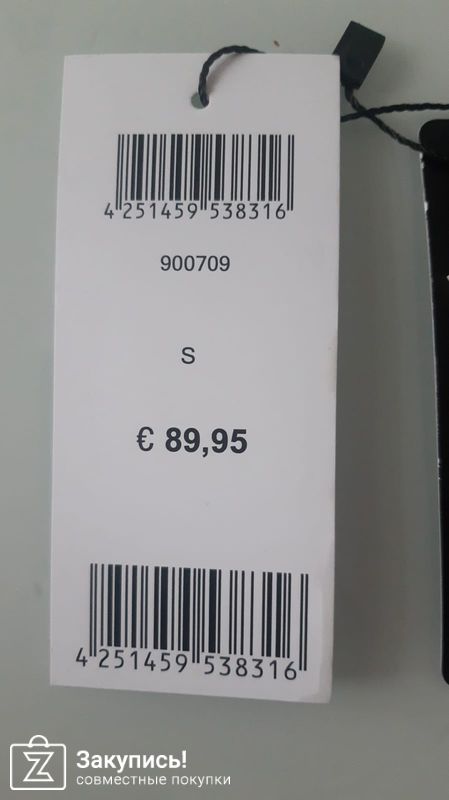 4 251459 538316
900709
S
€ 89,95
4 251459 538316
Z
Закупись!
совместные покупки